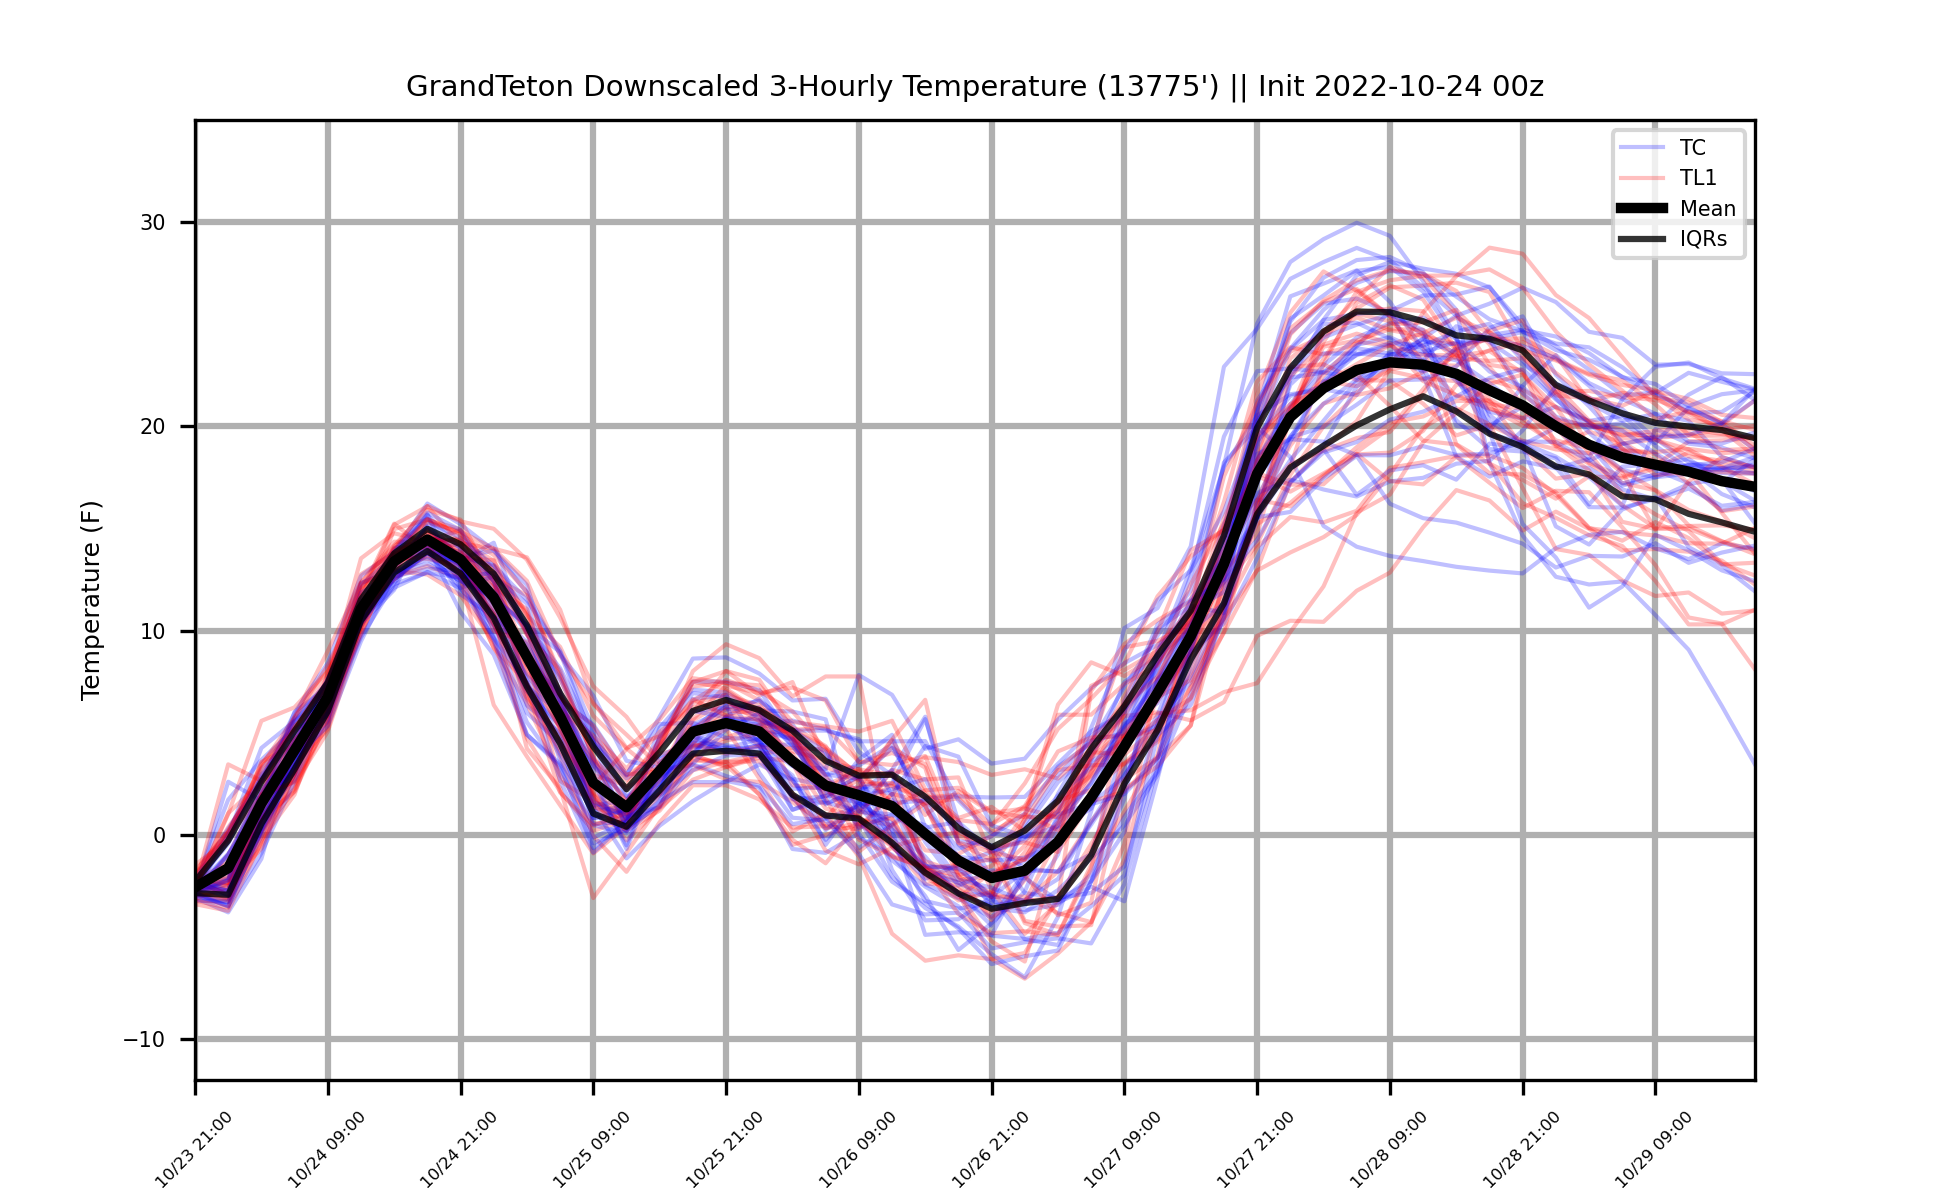 GrandTeton Downscaled 3-Hourly Temperature (13775') || Init 2022-10-24 00z
TC
TL1
Mean
IQRs
Temperature (F)
30
20
10
0
−10
10/23 21:00
10/24 09:00
10/24 21:00
10/25 09:00
10/25 21:00
10/26 09:00
10/26 21:00
10/27 09:00
10/27 21:00
10/28 09:00
10/28 21:00
10/29 09:00